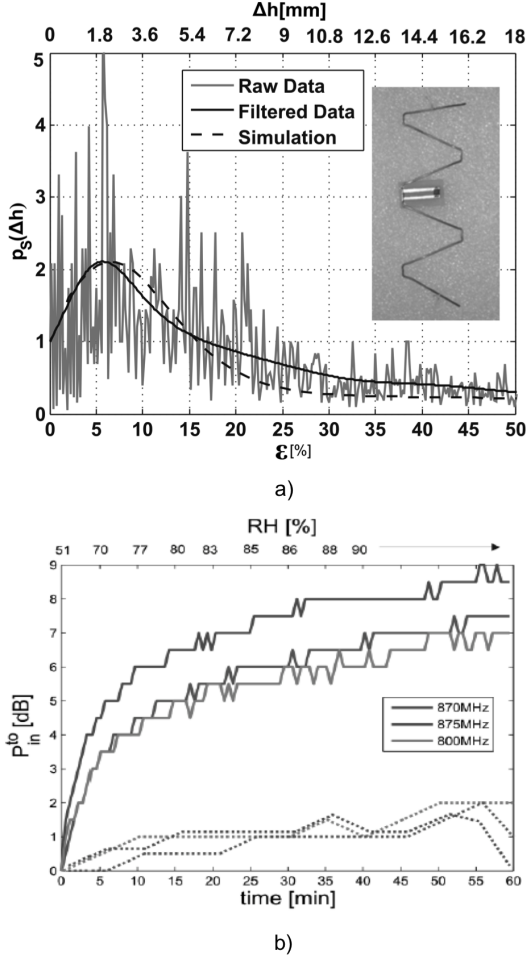 Δh[mm]
0 1.8 3.6 5.4 7.2 9 10.8 12.6 14.4 16.2 18
5
4
3
2
1
0
pS(Δh)
Raw Data
Filtered Data
Simulation
0 5 10 15 20 25 30 35 40 45 50
ε[%]
a)
RH [%]
51 70 77 80 83 85 86 88 90
9
8
7
6
5
4
3
2
1
0
P_in^to [dB]
870MHz
875MHz
800MHz
0 5 10 15 20 25 30 35 40 45 50 55 60
time [min]
b)